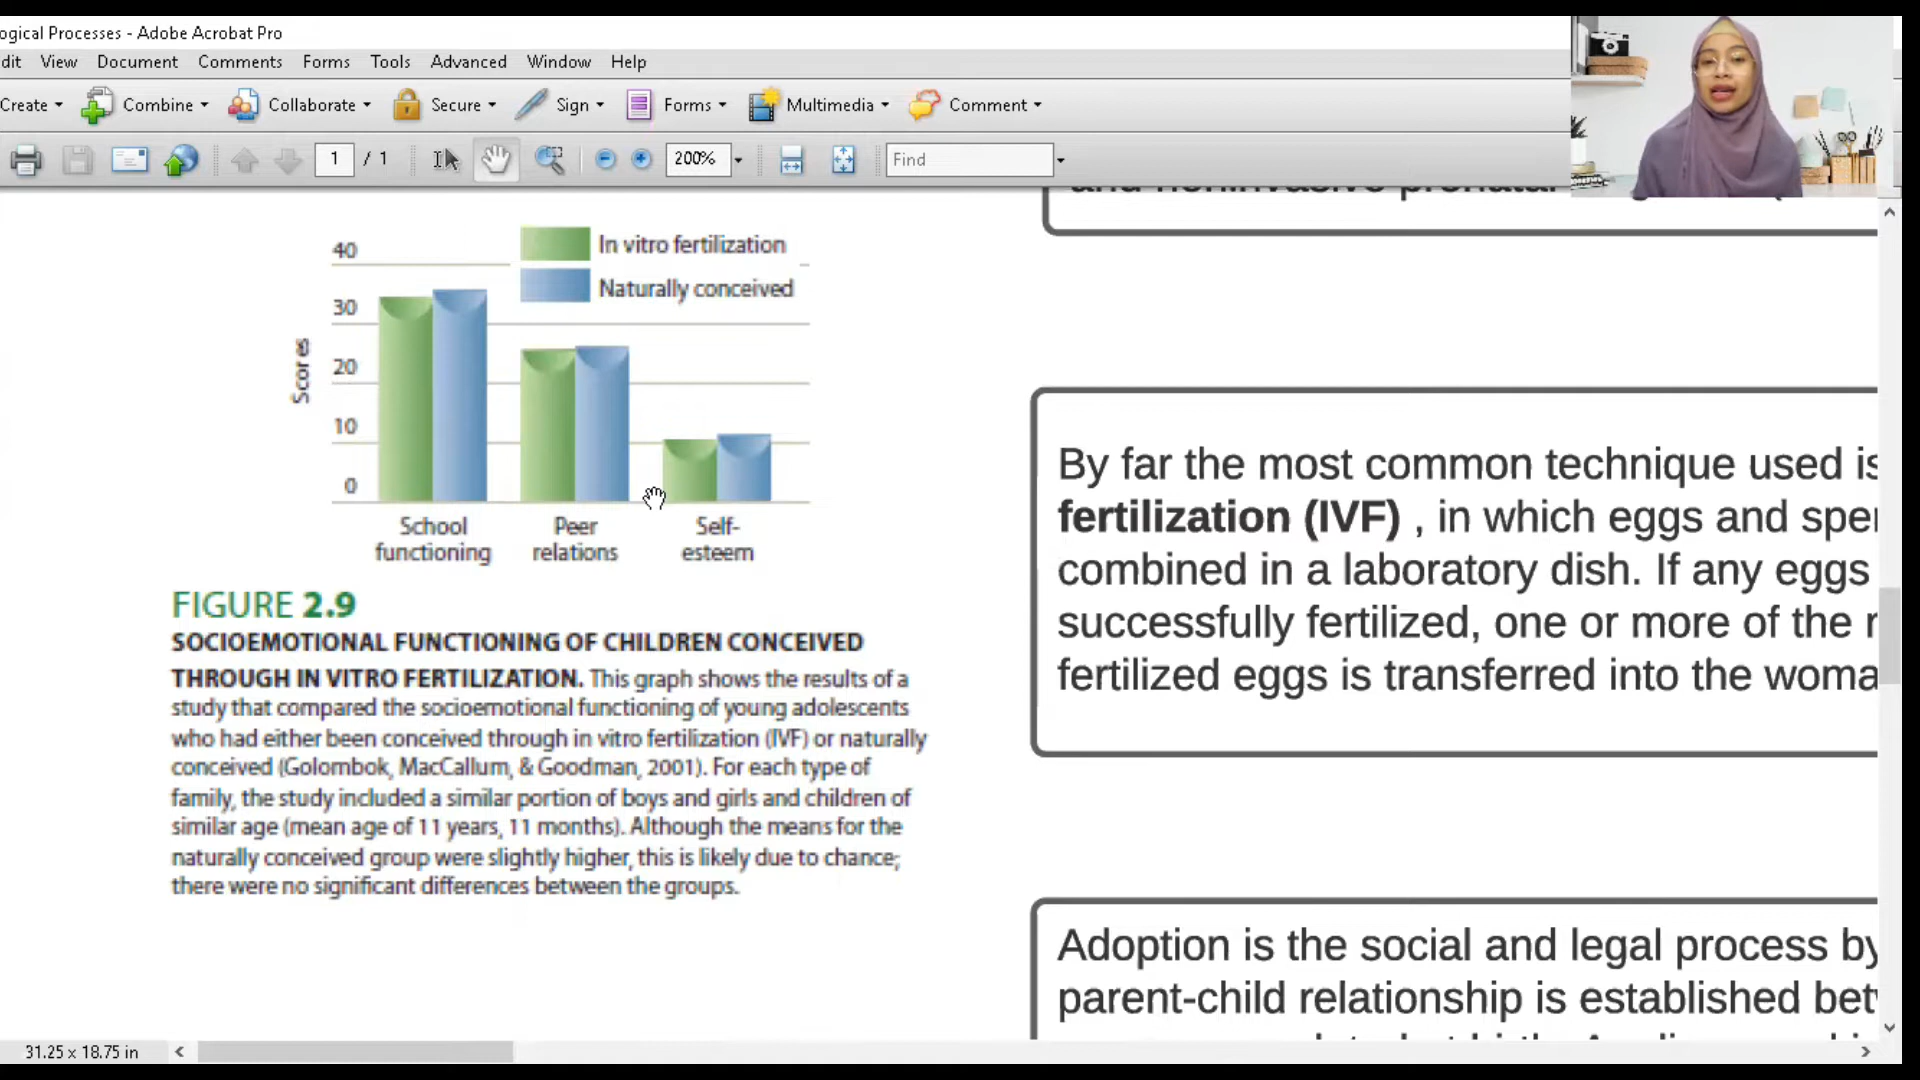 ogical Processes - Adobe Acrobat Pro
dit View Document Comments Forms Tools Advanced Window Help
Create Combine Collaborate Secure Sign Forms Multimedia Comment
1 / 1 200% Find
and noninvasive prenatal
40
30
20
10
0
Scores
In vitro fertilization
Naturally conceived
School functioning
Peer relations
Self-esteem
FIGURE 2.9
SOCIOEMOTIONAL FUNCTIONING OF CHILDREN CONCEIVED
THROUGH IN VITRO FERTILIZATION. This graph shows the results of a
study that compared the socioemotional functioning of young adolescents
who had either been conceived through in vitro fertilization (IVF) or naturally
conceived (Golombok, MacCallum, & Goodman, 2001). For each type of
family, the study included a similar portion of boys and girls and children of
similar age (mean age of 11 years, 11 months). Although the means for the
naturally conceived group were slightly higher, this is likely due to chance;
there were no significant differences between the groups.
By far the most common technique used is
fertilization (IVF) , in which eggs and sper
combined in a laboratory dish. If any eggs
successfully fertilized, one or more of the r
fertilized eggs is transferred into the woma
Adoption is the social and legal process by
parent-child relationship is established betw
31.25 x 18.75 in